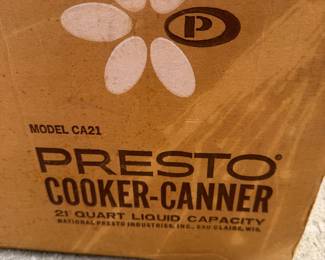 P
MODEL CA21
PRESTO®
COOKER-CANNER
21 QUART LIQUID CAPACITY
NATIONAL PRESTO INDUSTRIES, INC., EAU CLAIRE, WIS.